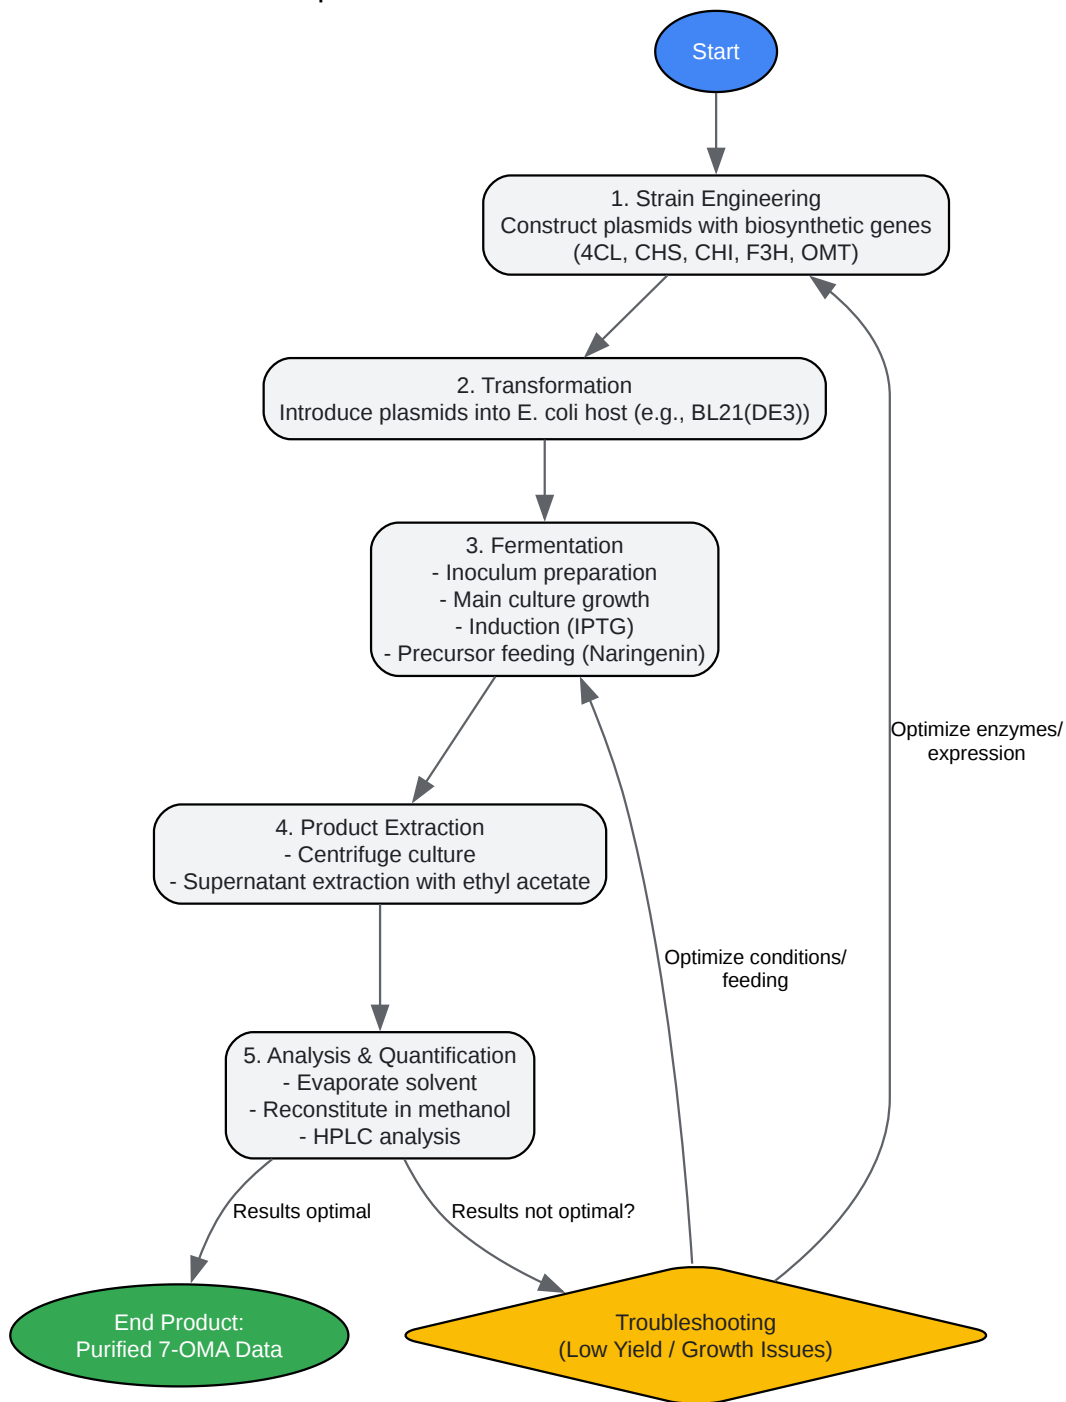 Start
1. Strain Engineering
Construct plasmids with biosynthetic genes
(4CL, CHS, CHI, F3H, OMT)
2. Transformation
Introduce plasmids into E. coli host (e.g., BL21(DE3))
3. Fermentation
- Inoculum preparation
- Main culture growth
- Induction (IPTG)
- Precursor feeding (Naringenin)
Optimize enzymes/
expression
4. Product Extraction
- Centrifuge culture
- Supernatant extraction with ethyl acetate
Optimize conditions/
feeding
5. Analysis & Quantification
- Evaporate solvent
- Reconstitute in methanol
- HPLC analysis
Results optimal
Results not optimal?
End Product:
Purified 7-OMA Data
Troubleshooting
(Low Yield / Growth Issues)